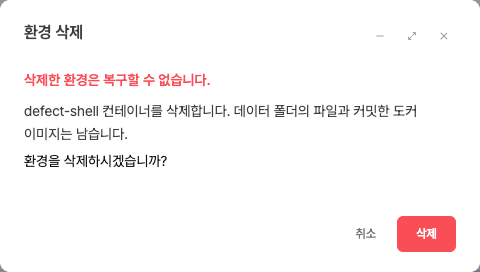 환경 삭제
삭제한 환경은 복구할 수 없습니다.
defect-shell 컨테이너를 삭제합니다. 데이터 폴더의 파일과 커밋한 도커
이미지는 남습니다.
환경을 삭제하시겠습니까?
취소
삭제